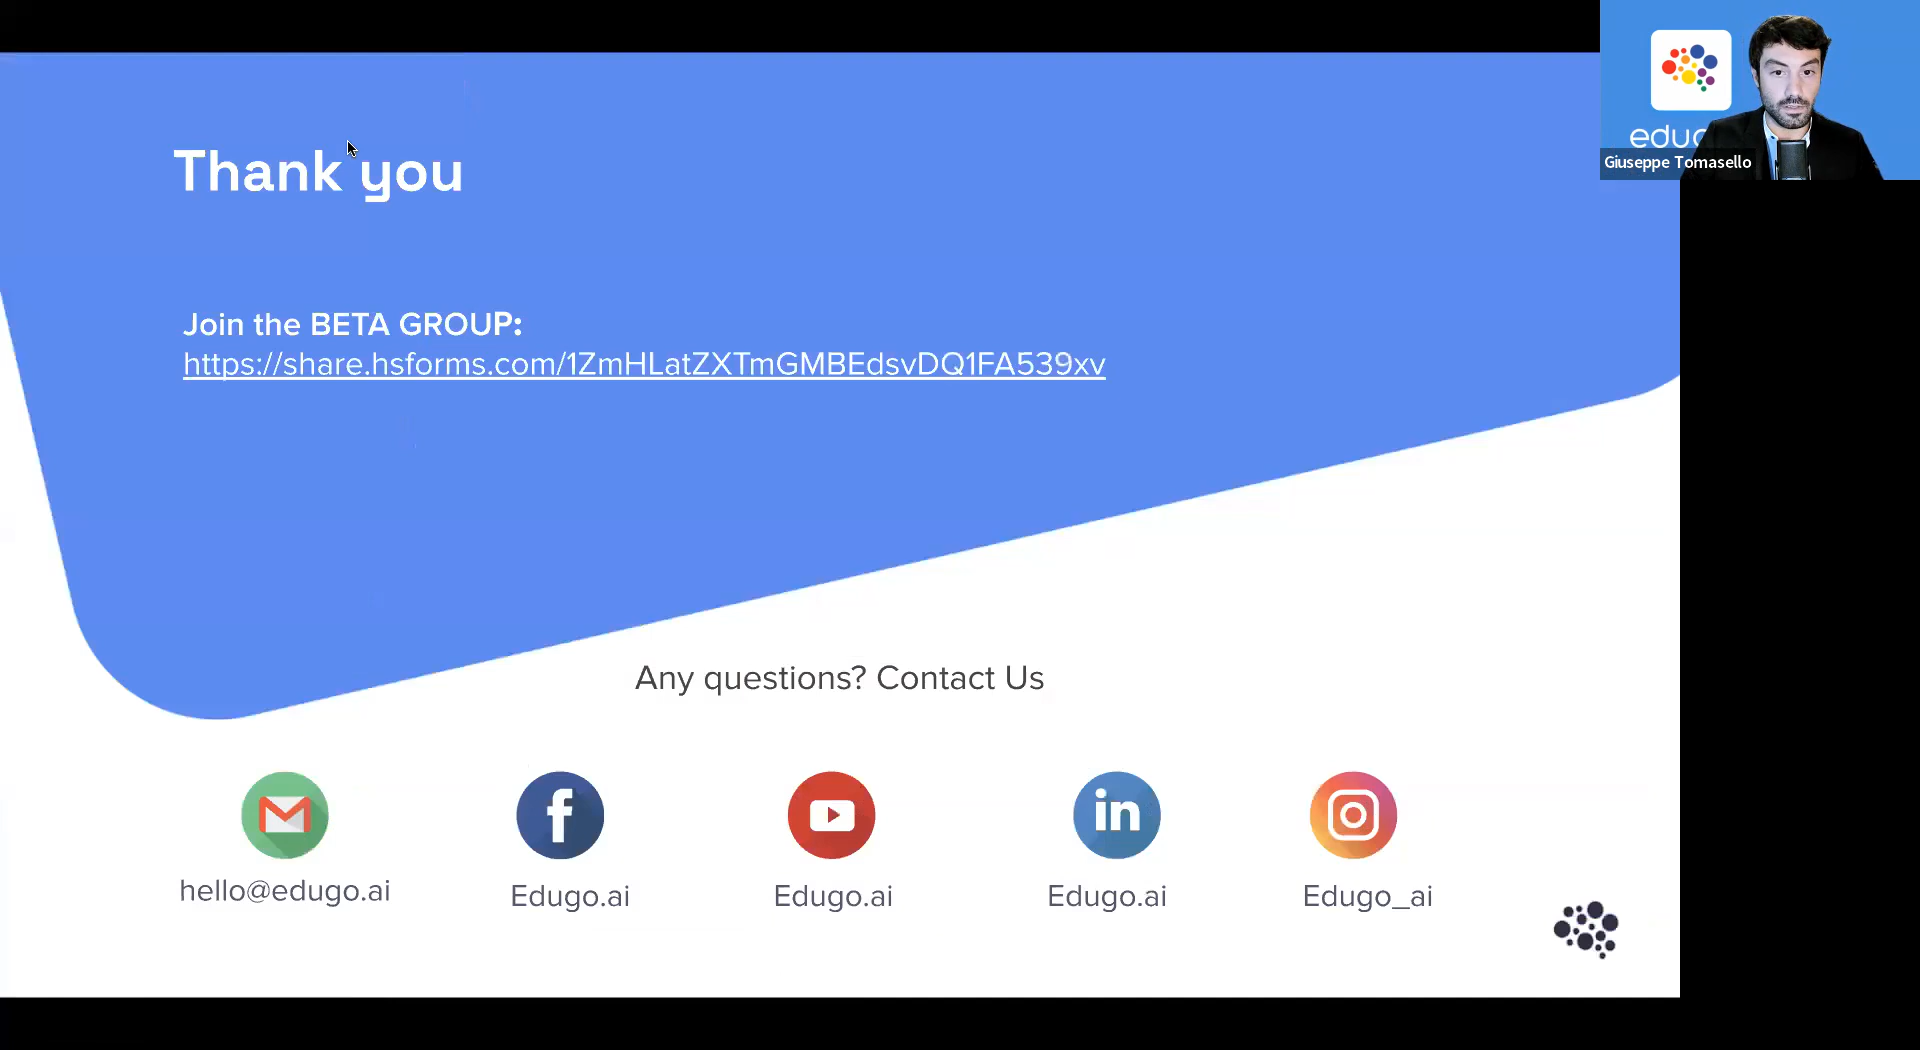 Thank you
Join the BETA GROUP:
https://share.hsforms.com/1ZmHLatZXTmGMBEdsvDQ1FA539xv
Any questions? Contact Us
hello@edugo.ai
Edugo.ai
Edugo.ai
in
Edugo.ai
Edugo_ai
Giuseppe Tomasello